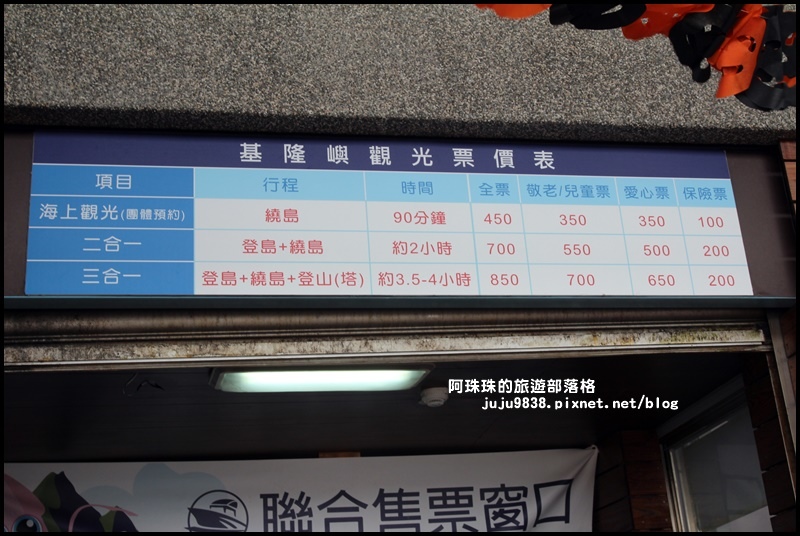 基隆嶼觀光票價表
項目 行程 時間 全票 敬老/兒童票 愛心票 保險票
海上觀光(團體預約) 繞島 90分鐘 450 350 350 100
二合一 登島+繞島 約2小時 700 550 500 200
三合一 登島+繞島+登山(塔) 約3.5-4小時 850 700 650 200
阿珠珠的旅遊部落格
juju9838.pixnet.net/blog
聯合售票窗口